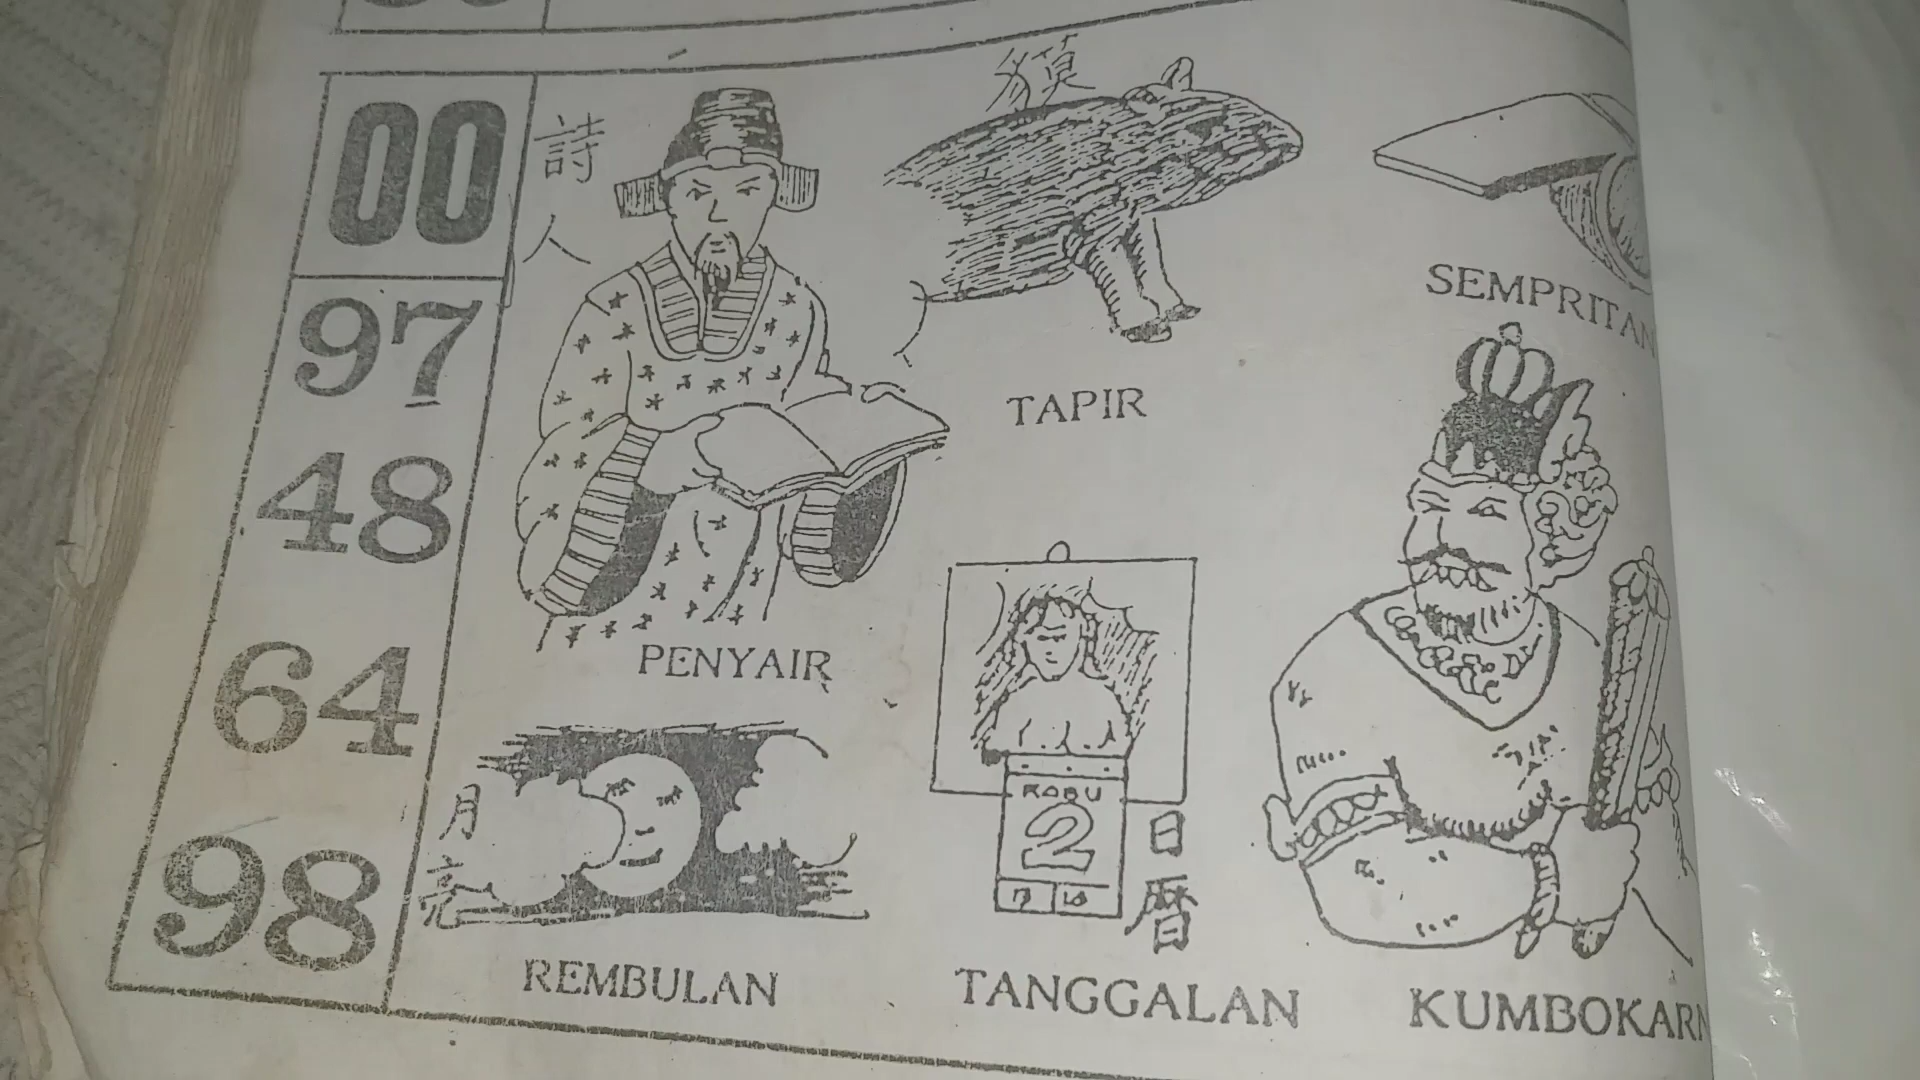 00
97
48
64
98
詩人
PENYAIR
TAPIR
SEMPRITAN
月亮
REMBULAN
RABU
2
日曆
TANGGALAN
KUMBOKARN